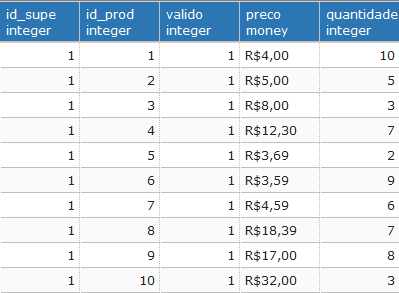 id_supe id_prod valido preco quantidade
integer integer integer money integer
1 1 1 R$4,00 10
1 2 1 R$5,00 5
1 3 1 R$8,00 3
1 4 1 R$12,30 7
1 5 1 R$3,69 2
1 6 1 R$3,59 9
1 7 1 R$4,59 6
1 8 1 R$18,39 7
1 9 1 R$17,00 8
1 10 1 R$32,00 3